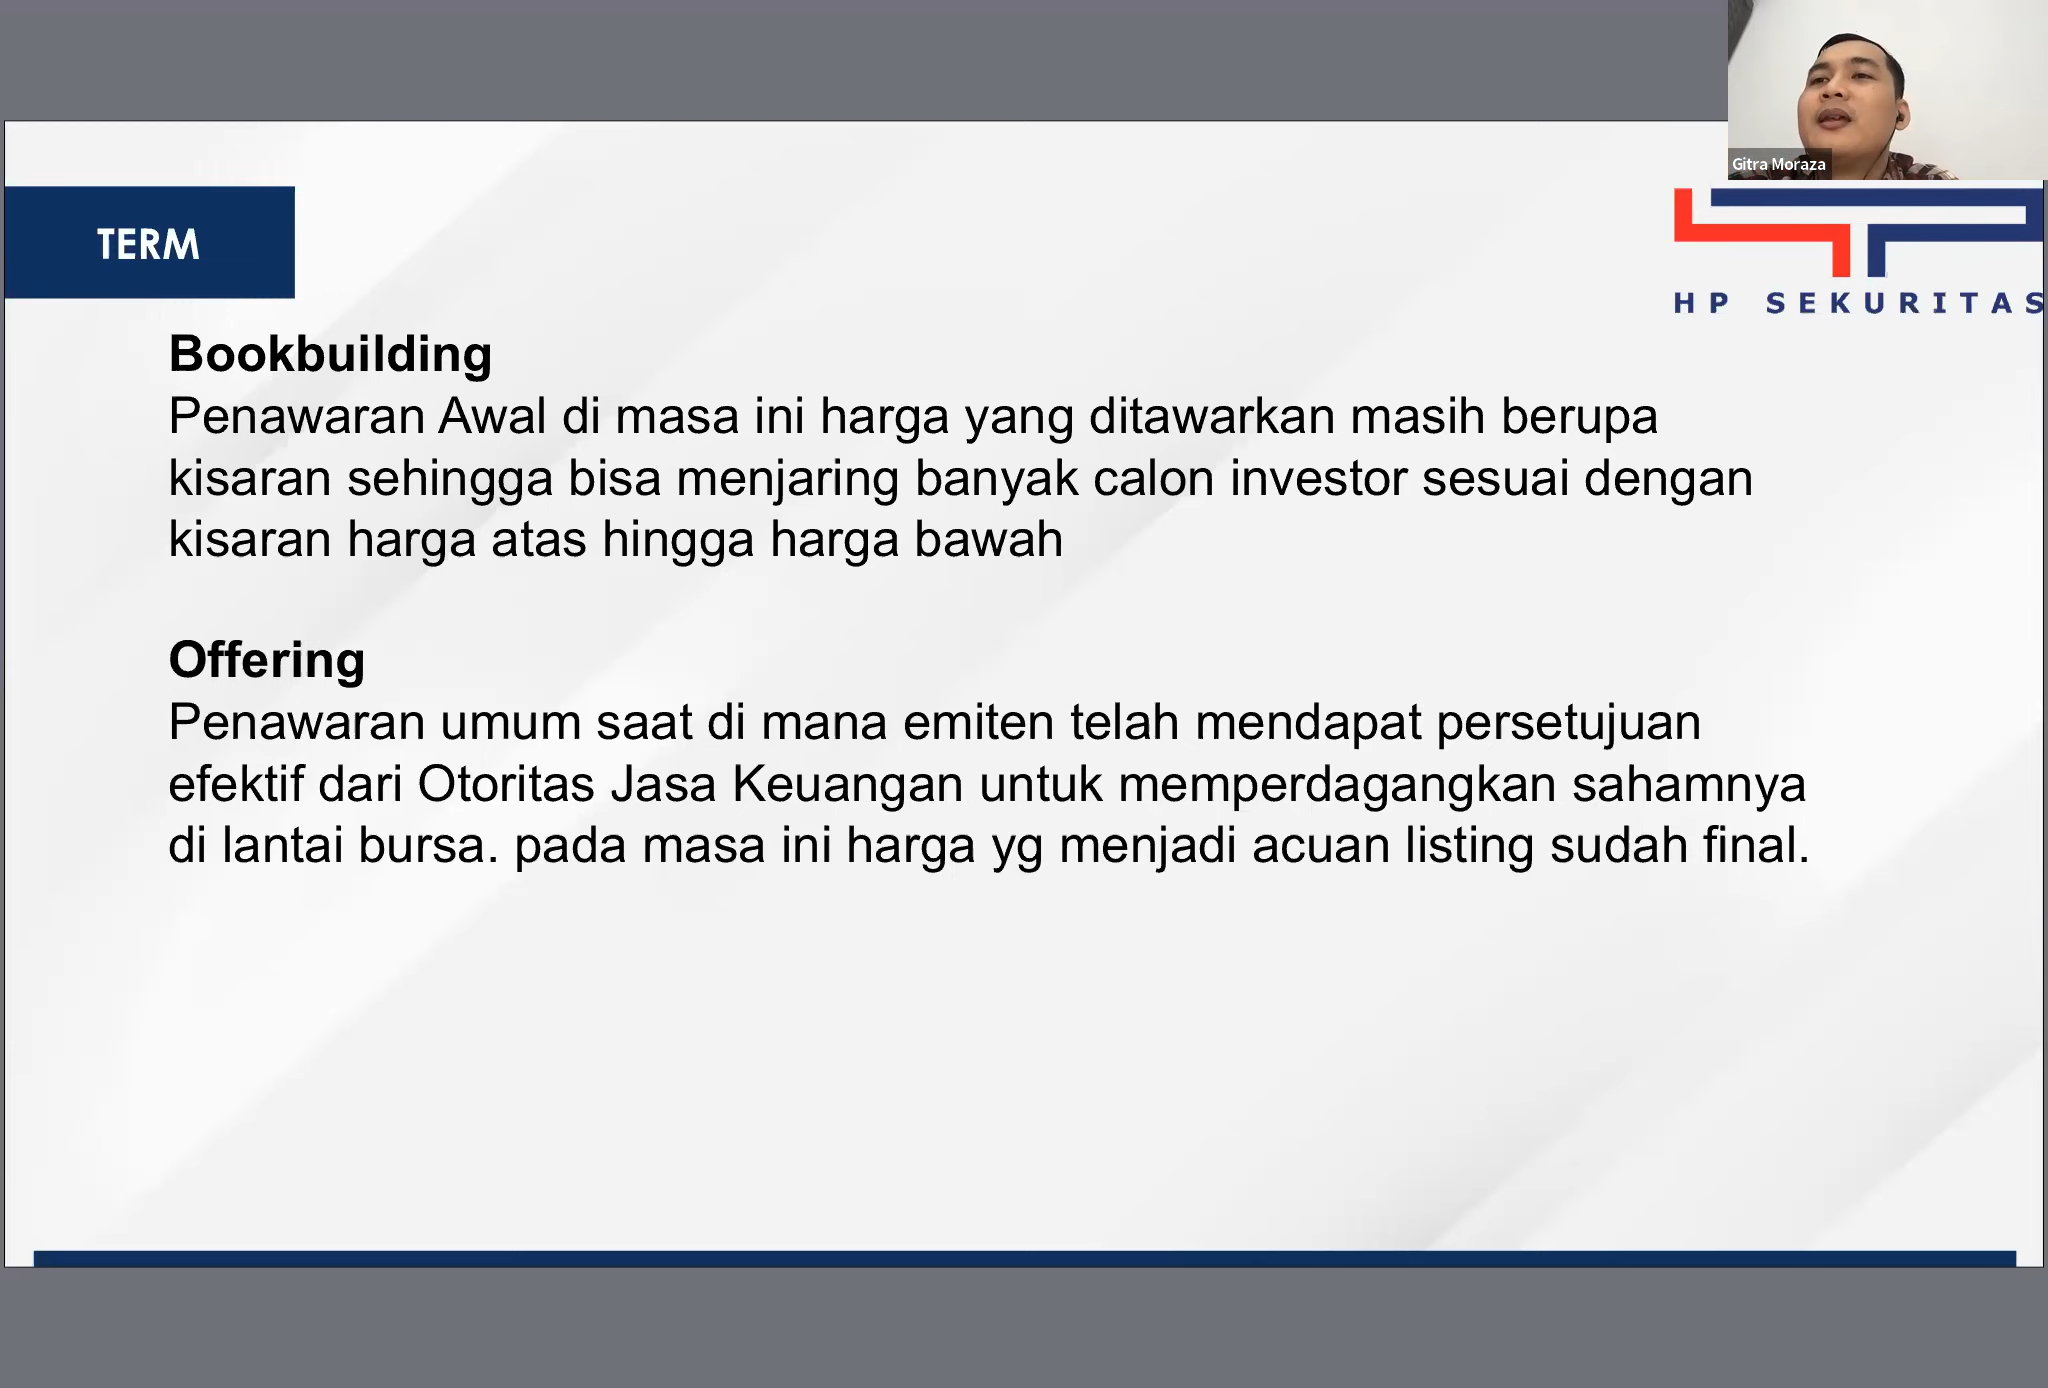 Gitra Moraza
TERM
HP SEKURITAS
Bookbuilding
Penawaran Awal di masa ini harga yang ditawarkan masih berupa
kisaran sehingga bisa menjaring banyak calon investor sesuai dengan
kisaran harga atas hingga harga bawah
Offering
Penawaran umum saat di mana emiten telah mendapat persetujuan
efektif dari Otoritas Jasa Keuangan untuk memperdagangkan sahamnya
di lantai bursa. pada masa ini harga yg menjadi acuan listing sudah final.